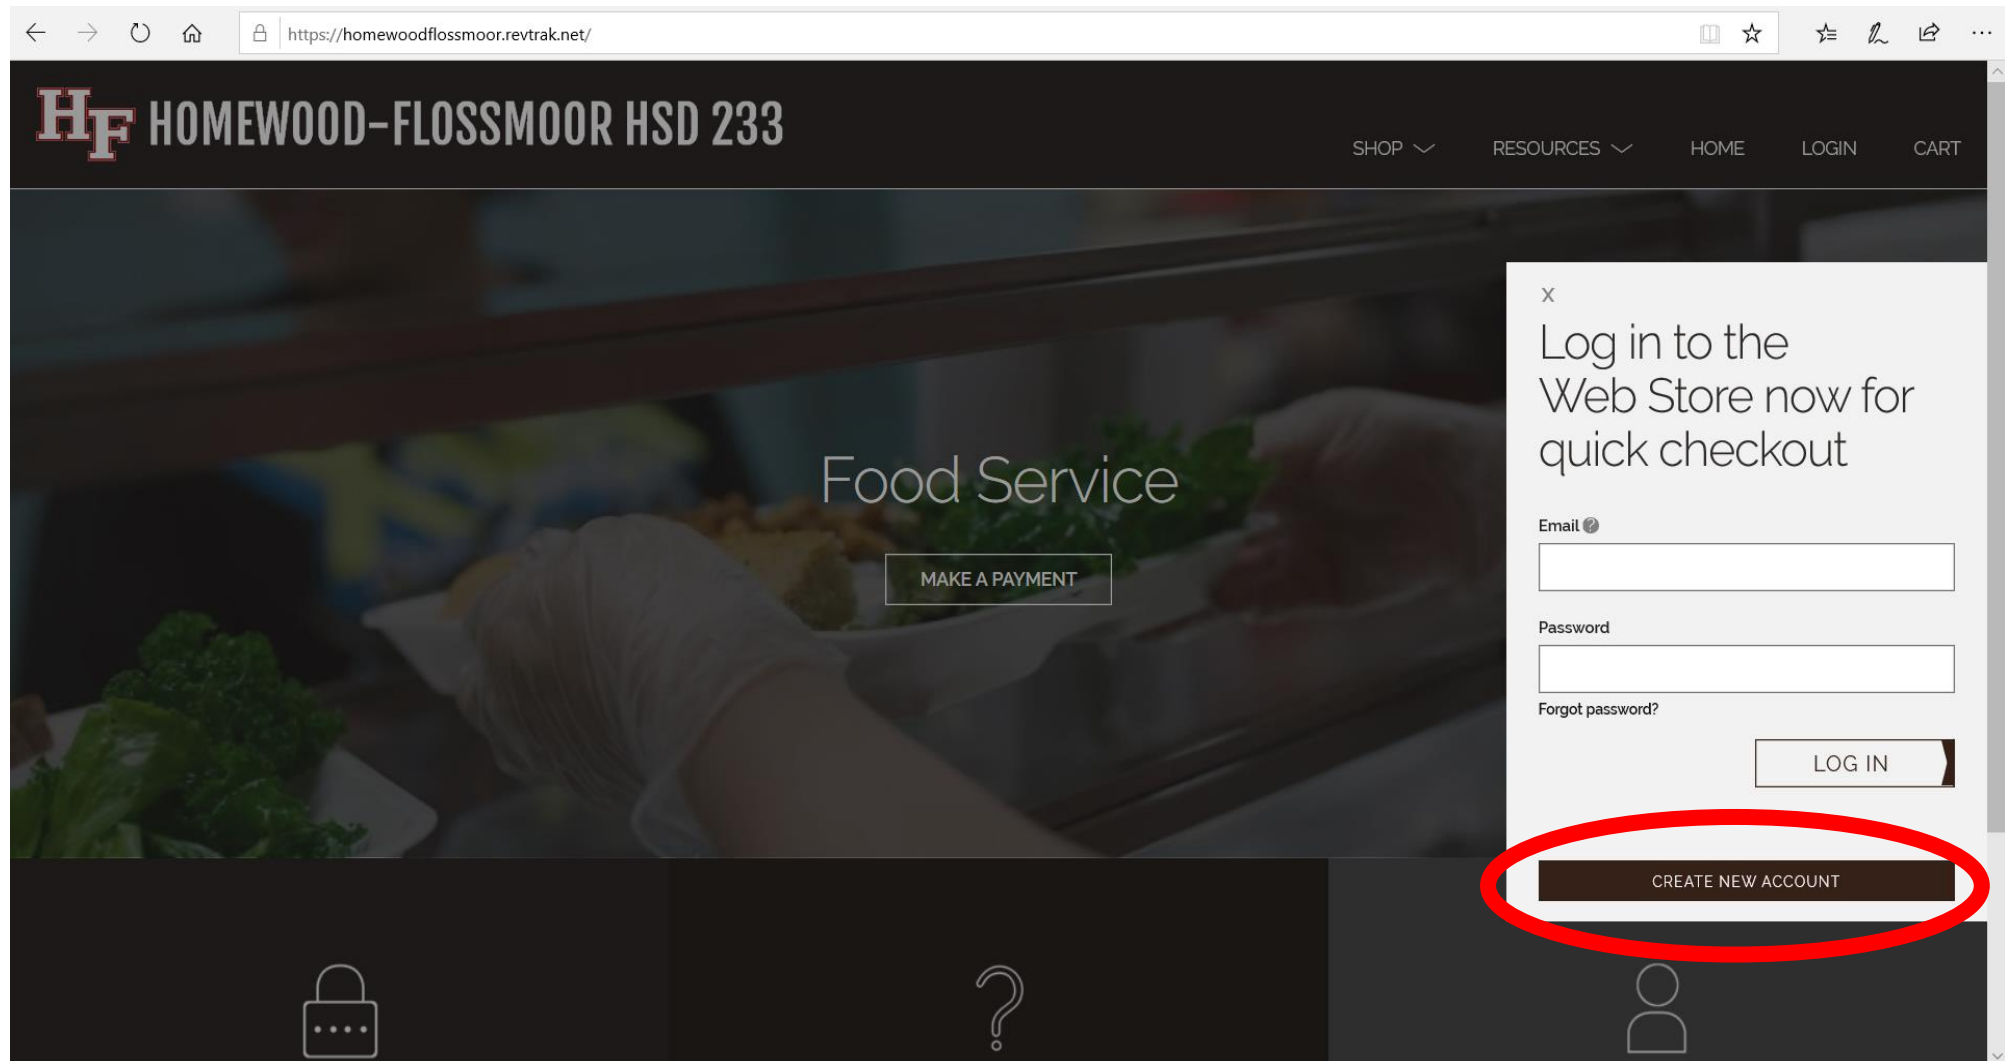 https://homewoodflossmoor.revtrak.net/
HF HOMEWOOD-FLOSSMOOR HSD 233
SHOP RESOURCES HOME LOGIN CART
Food Service
MAKE A PAYMENT
X
Log in to the
Web Store now for
quick checkout
Email ?
Password
Forgot password?
LOG IN
CREATE NEW ACCOUNT